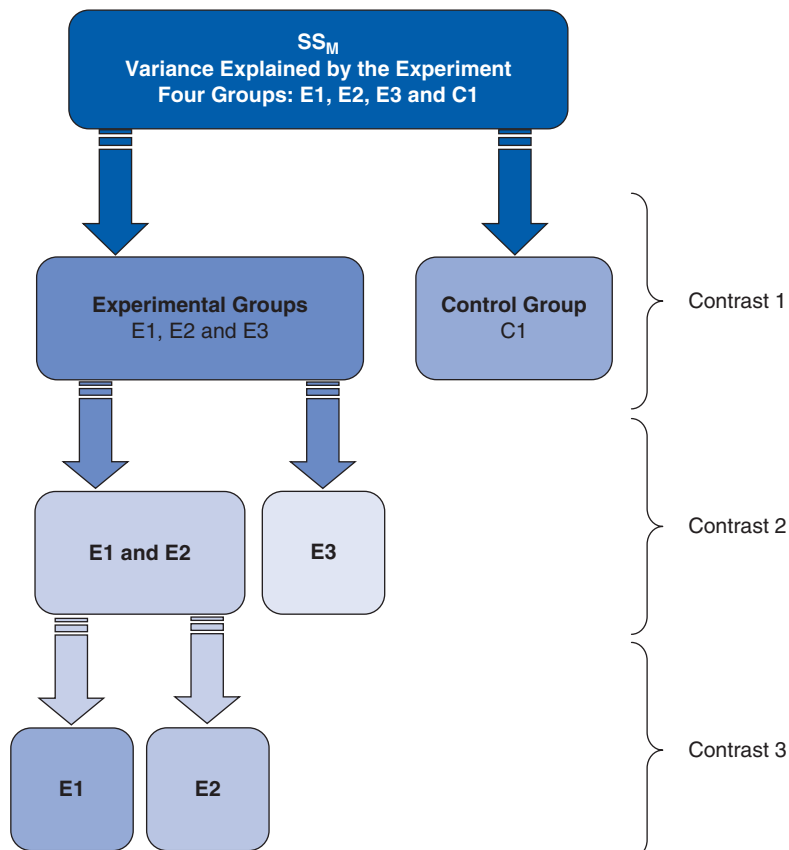 SSM
Variance Explained by the Experiment
Four Groups: E1, E2, E3 and C1
Experimental Groups
E1, E2 and E3
Control Group
C1
Contrast 1
E1 and E2
E3
Contrast 2
E1
E2
Contrast 3